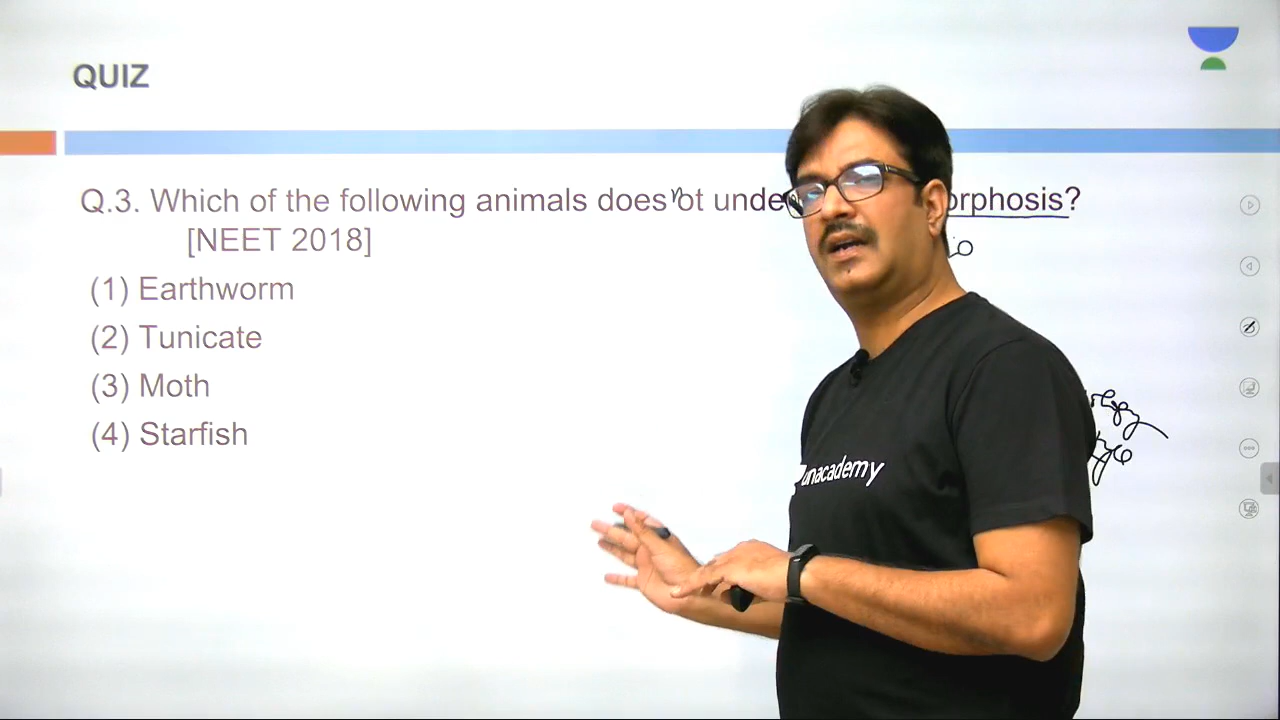 QUIZ
Q.3. Which of the following animals does not unde orphosis?
[NEET 2018]
(1) Earthworm
(2) Tunicate
(3) Moth
(4) Starfish
unacademy